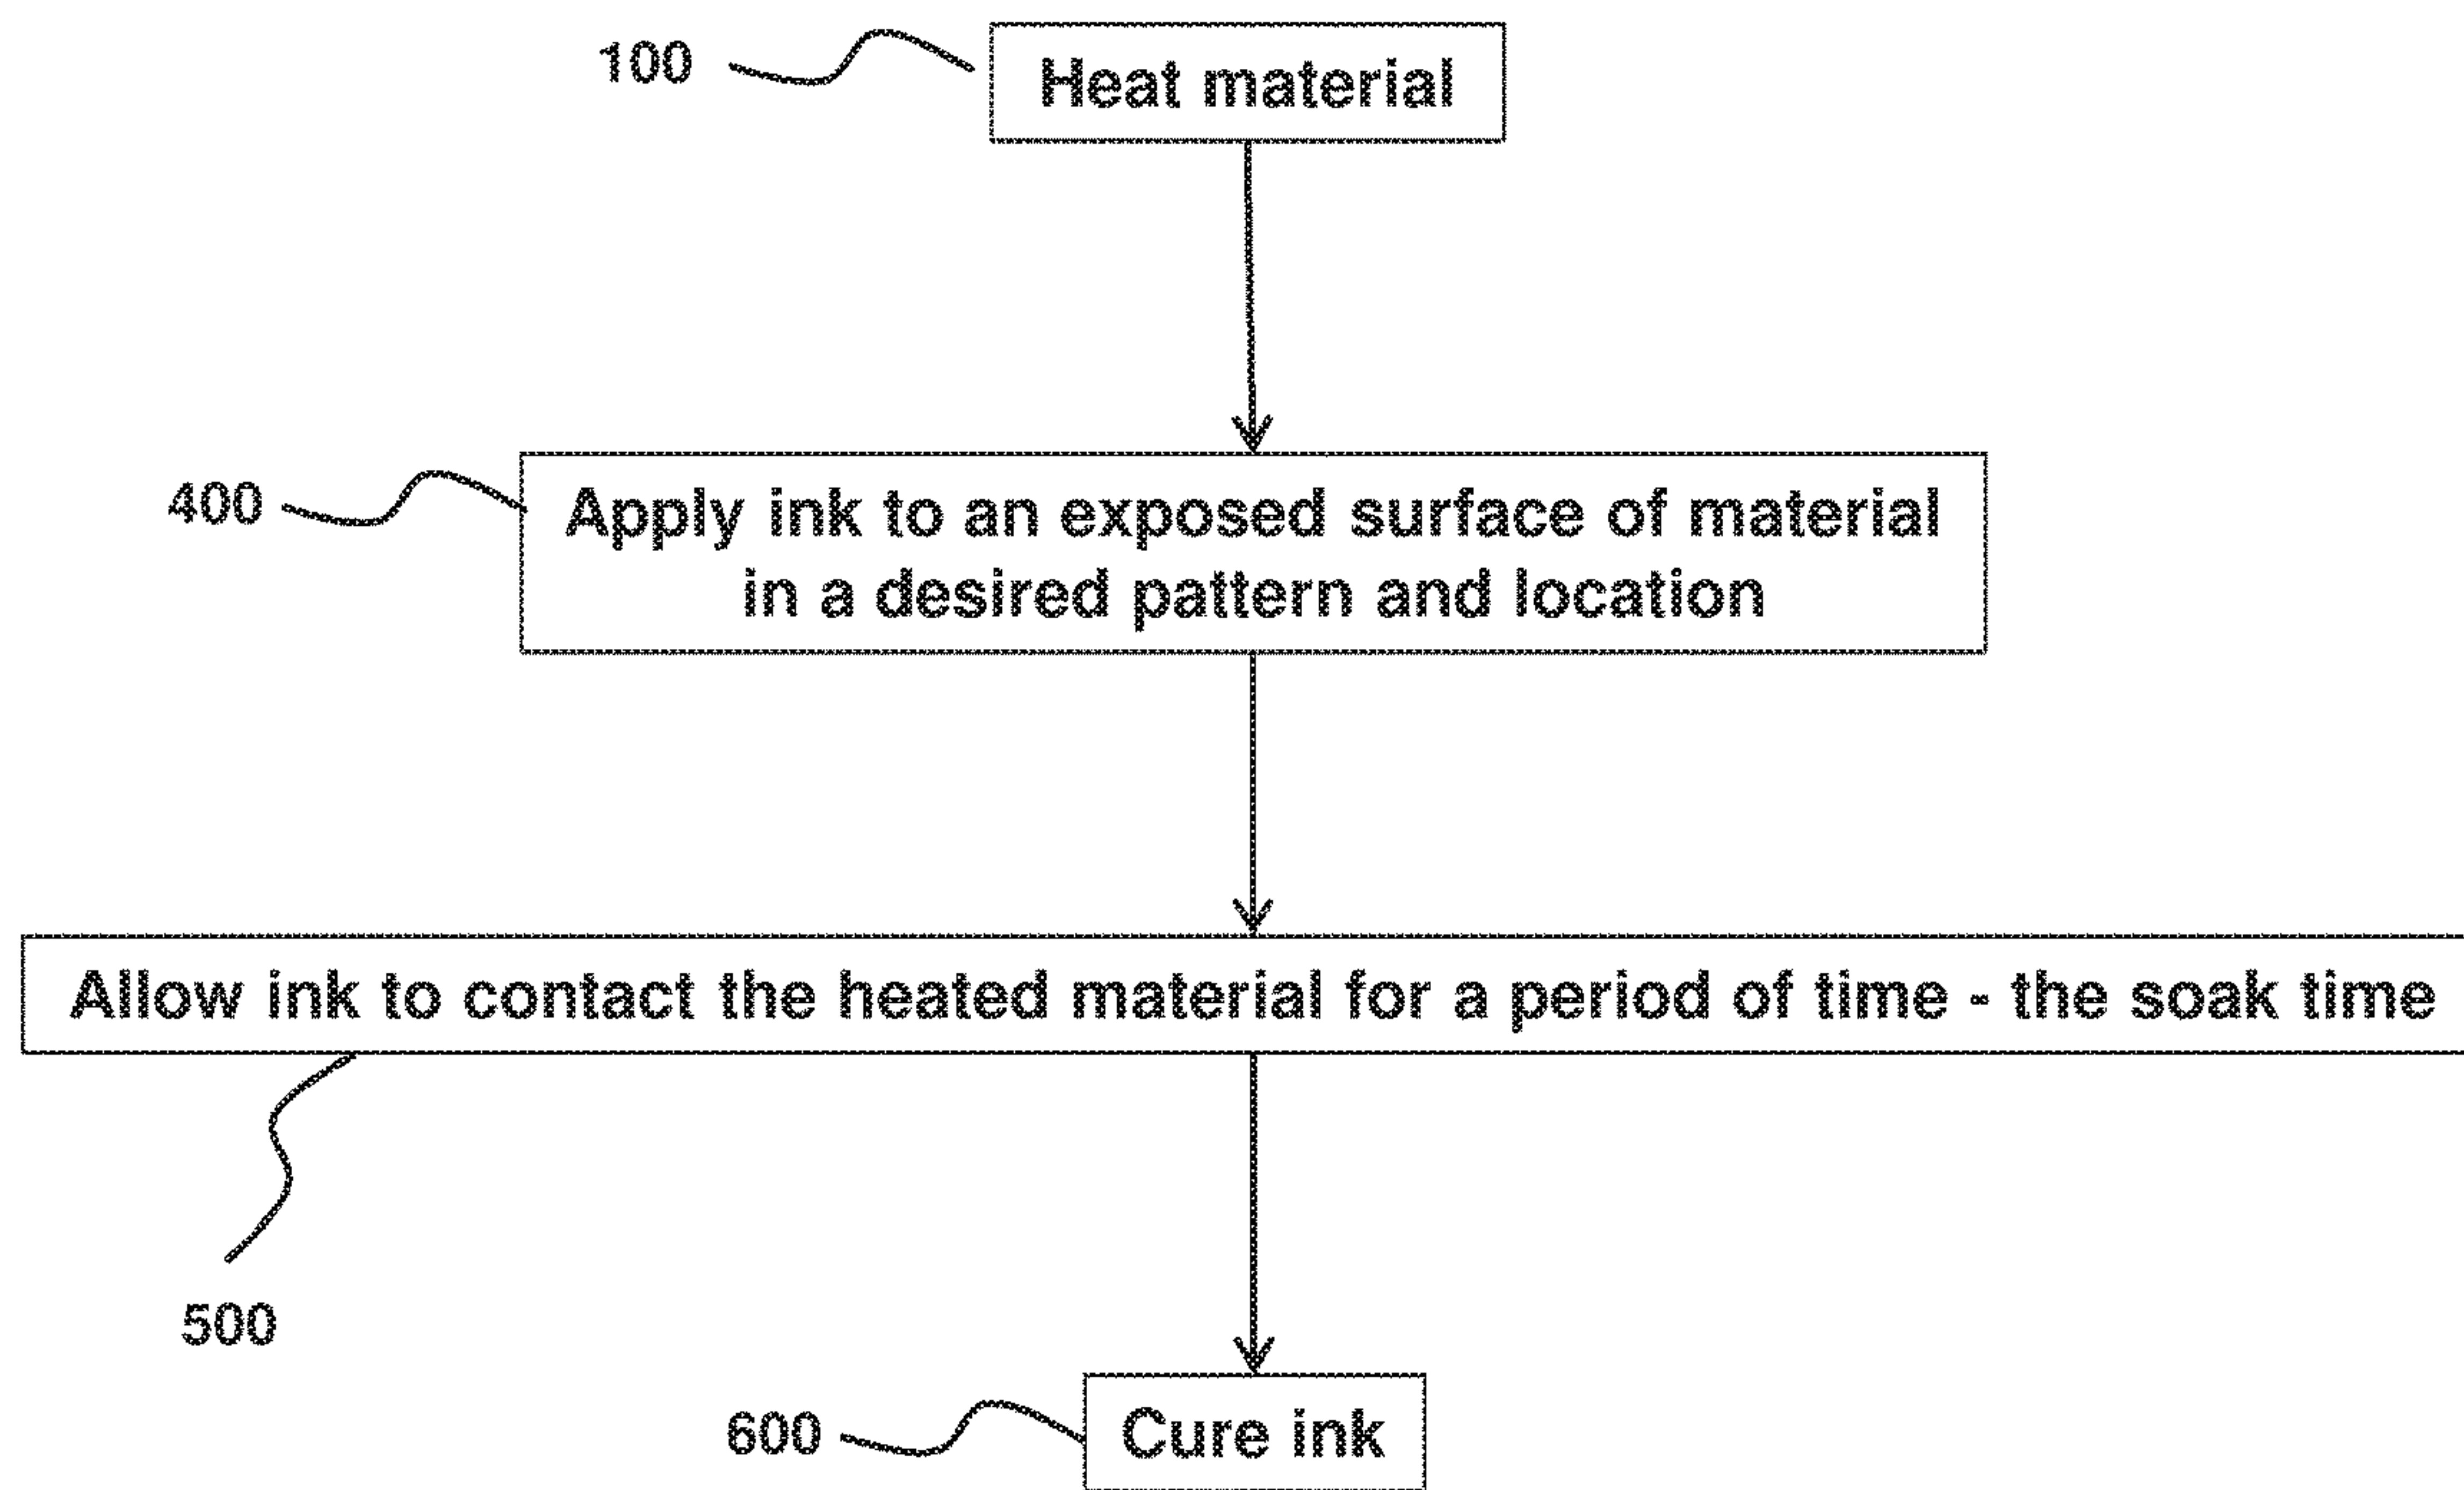 100
Heat material
400
Apply ink to an exposed surface of material
in a desired pattern and location
Allow ink to contact the heated material for a period of time - the soak time
500
600
Cure ink